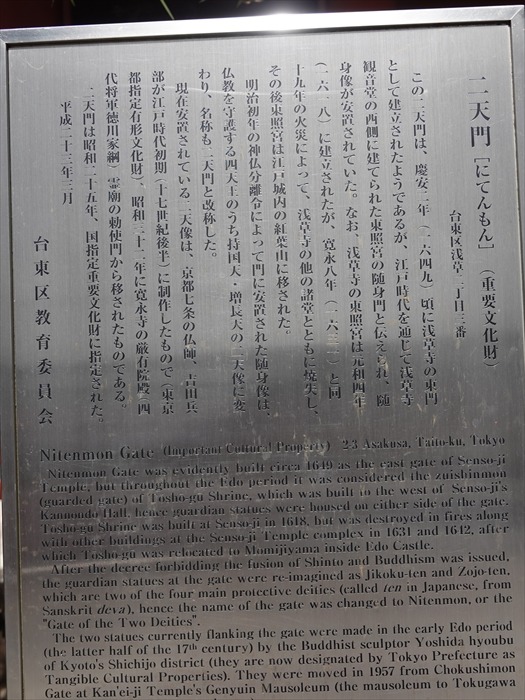 二天門［にてんもん］（重要文化財）
台東区浅草二丁目三番
この二天門は、慶安二年（一六四九）頃に浅草寺の東門
として建立されたようであるが、江戸時代を通じて浅草寺
観音堂の西側に建てられた東照宮の随身門と伝えられ、随
身像が安置されていた。なお、浅草寺の東照宮は元和四年
（一六一八）に建立されたが、寛永八年（一六三一）と同
十九年の火災によって、浅草寺の他の諸堂とともに焼失し、
その後東照宮は江戸城内の紅葉山に移された。
明治初年の神仏分離令によって門に安置された随身像は、
仏教を守護する四天王のうち持国天・増長天の二天像に変
わり、名称も二天門と改称した。
現在安置されている二天像は、京都七条の仏師、吉田兵
部が江戸時代初期（十七世紀後半）に制作したもので（東京
都指定有形文化財）、昭和三十二年に寛永寺の厳有院殿（四
代将軍徳川家綱）霊廟の勅使門から移されたものである。
二天門は昭和二十五年、国指定重要文化財に指定された。
平成二十三年三月
台東区教育委員会
Nitenmon Gate (Important Cultural Property) 2-3 Asakusa, Taito-ku, Tokyo
Nitenmon Gate was evidently built circa 1649 as the east gate of Senso-ji
Temple, but throughout the Edo period it was considered the zuishinmon
(guarded gate) of Tosho-gu Shrine, which was built to the west of Senso-ji's
Kannondo Hall, hence guardian statues were housed on either side of the gate.
Tosho-gu Shrine was built at Senso-ji in 1618, but was destroyed in fires along
with other buildings at the Senso-ji Temple complex in 1631 and 1642, after
which Tosho-gu was relocated to Momijiyama inside Edo Castle.
After the decree forbidding the fusion of Shinto and Buddhism was issued,
the guardian statues at the gate were re-imagined as Jikoku-ten and Zojo-ten,
which are two of the four main protective deities (called ten in Japanese, from
Sanskrit deva), hence the name of the gate was changed to Nitenmon, or the
"Gate of the Two Deities".
The two statues currently flanking the gate were made in the early Edo period
(the latter half of the 17th century) by the Buddhist sculptor Yoshida hyoubu
of Kyoto's Shichijo district (they are now designated by Tokyo Prefecture as
Tangible Cultural Properties). They were moved in 1957 from Chokushimon
Gate at Kan'ei-ji Temple's Genyuin Mausoleum (the mausoleum to Tokugawa